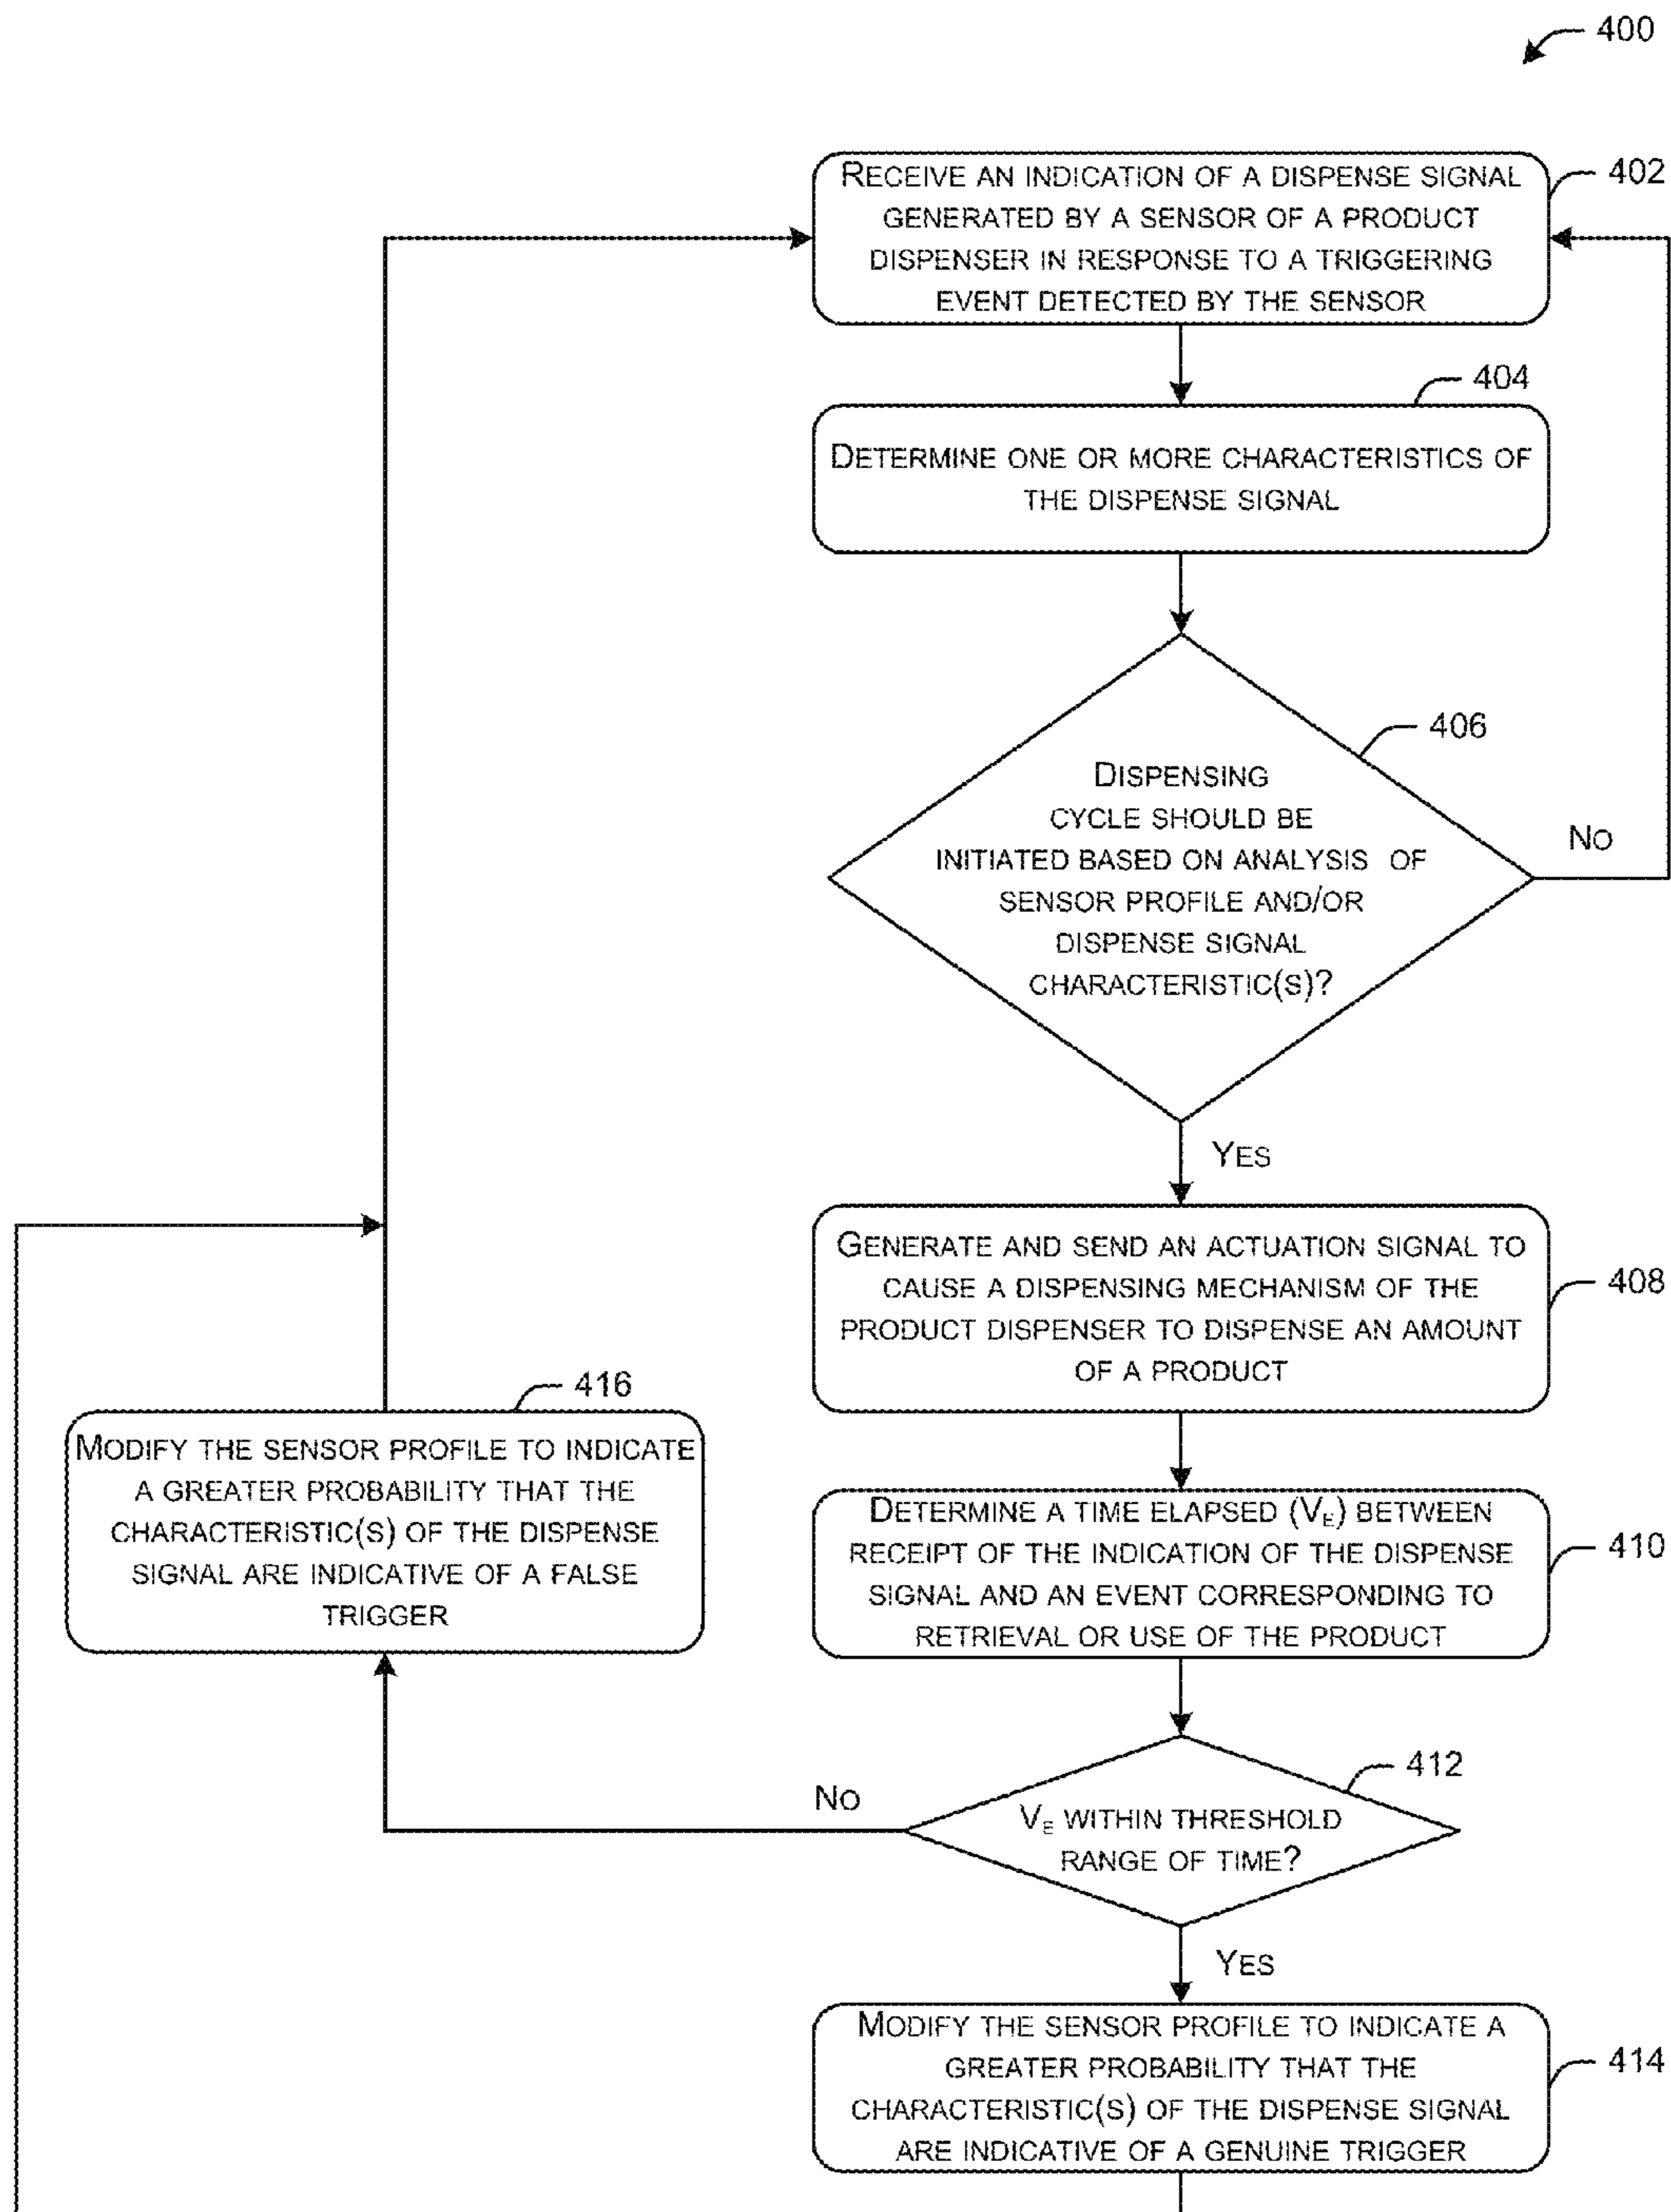 400
RECEIVE AN INDICATION OF A DISPENSE SIGNAL
GENERATED BY A SENSOR OF A PRODUCT
DISPENSER IN RESPONSE TO A TRIGGERING
EVENT DETECTED BY THE SENSOR
402
404
DETERMINE ONE OR MORE CHARACTERISTICS OF
THE DISPENSE SIGNAL
406
DISPENSING
CYCLE SHOULD BE
INITIATED BASED ON ANALYSIS OF
SENSOR PROFILE AND/OR
DISPENSE SIGNAL
CHARACTERISTIC(S)?
NO
YES
GENERATE AND SEND AN ACTUATION SIGNAL TO
CAUSE A DISPENSING MECHANISM OF THE
PRODUCT DISPENSER TO DISPENSE AN AMOUNT
OF A PRODUCT
408
416
MODIFY THE SENSOR PROFILE TO INDICATE
A GREATER PROBABILITY THAT THE
CHARACTERISTIC(S) OF THE DISPENSE
SIGNAL ARE INDICATIVE OF A FALSE
TRIGGER
DETERMINE A TIME ELAPSED (VE) BETWEEN
RECEIPT OF THE INDICATION OF THE DISPENSE
SIGNAL AND AN EVENT CORRESPONDING TO
RETRIEVAL OR USE OF THE PRODUCT
410
412
NO
VE WITHIN THRESHOLD
RANGE OF TIME?
YES
MODIFY THE SENSOR PROFILE TO INDICATE A
GREATER PROBABILITY THAT THE
CHARACTERISTIC(S) OF THE DISPENSE SIGNAL
ARE INDICATIVE OF A GENUINE TRIGGER
414